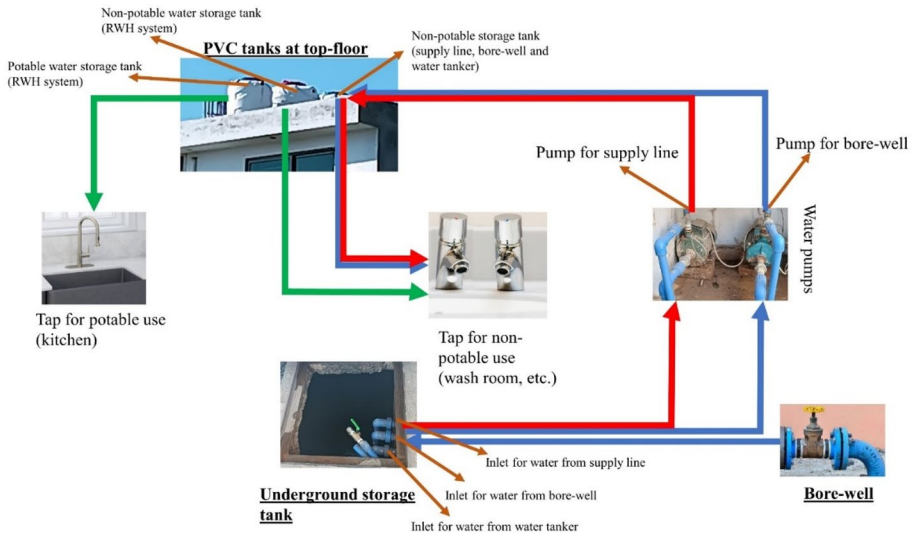 Non-potable water storage tank
(RWH system)
PVC tanks at top-floor
Non-potable storage tank
(supply line, bore-well and
water tanker)
Potable water storage tank
(RWH system)
Pump for supply line
Pump for bore-well
Water pumps
Tap for potable use
(kitchen)
Tap for non-
potable use
(wash room, etc.)
Inlet for water from supply line
Underground storage
tank
Inlet for water from bore-well
Inlet for water from water tanker
Bore-well